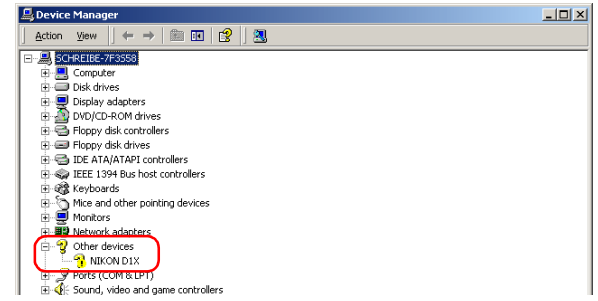 Device Manager
Action View
SCHREIBE-7F3558
Computer
Disk drives
Display adapters
DVD/CD-ROM drives
Floppy disk controllers
Floppy disk drives
IDE ATA/ATAPI controllers
IEEE 1394 Bus host controllers
Keyboards
Mice and other pointing devices
Monitors
Network adapters
Other devices
NIKON D1X
Ports (COM & LPT)
Sound, video and game controllers